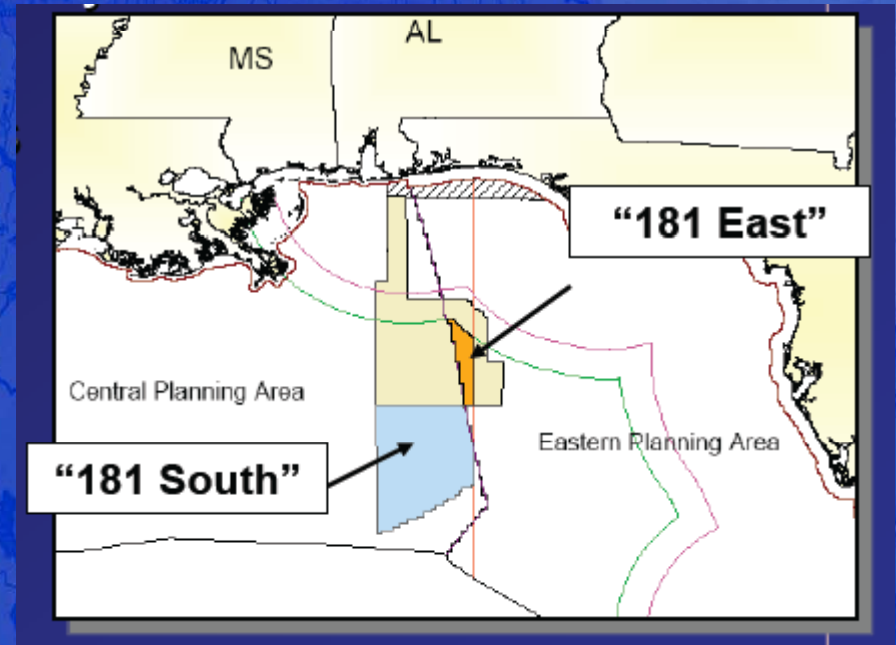 MS
AL
“181 East”
Central Planning Area
Eastern Planning Area
“181 South”